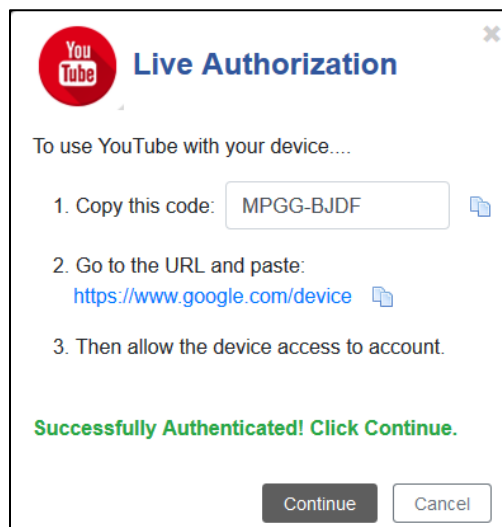 You
Tube
Live Authorization
To use YouTube with your device....
1. Copy this code: MPGG-BJDF
2. Go to the URL and paste:
https://www.google.com/device
3. Then allow the device access to account.
Successfully Authenticated! Click Continue.
Continue Cancel